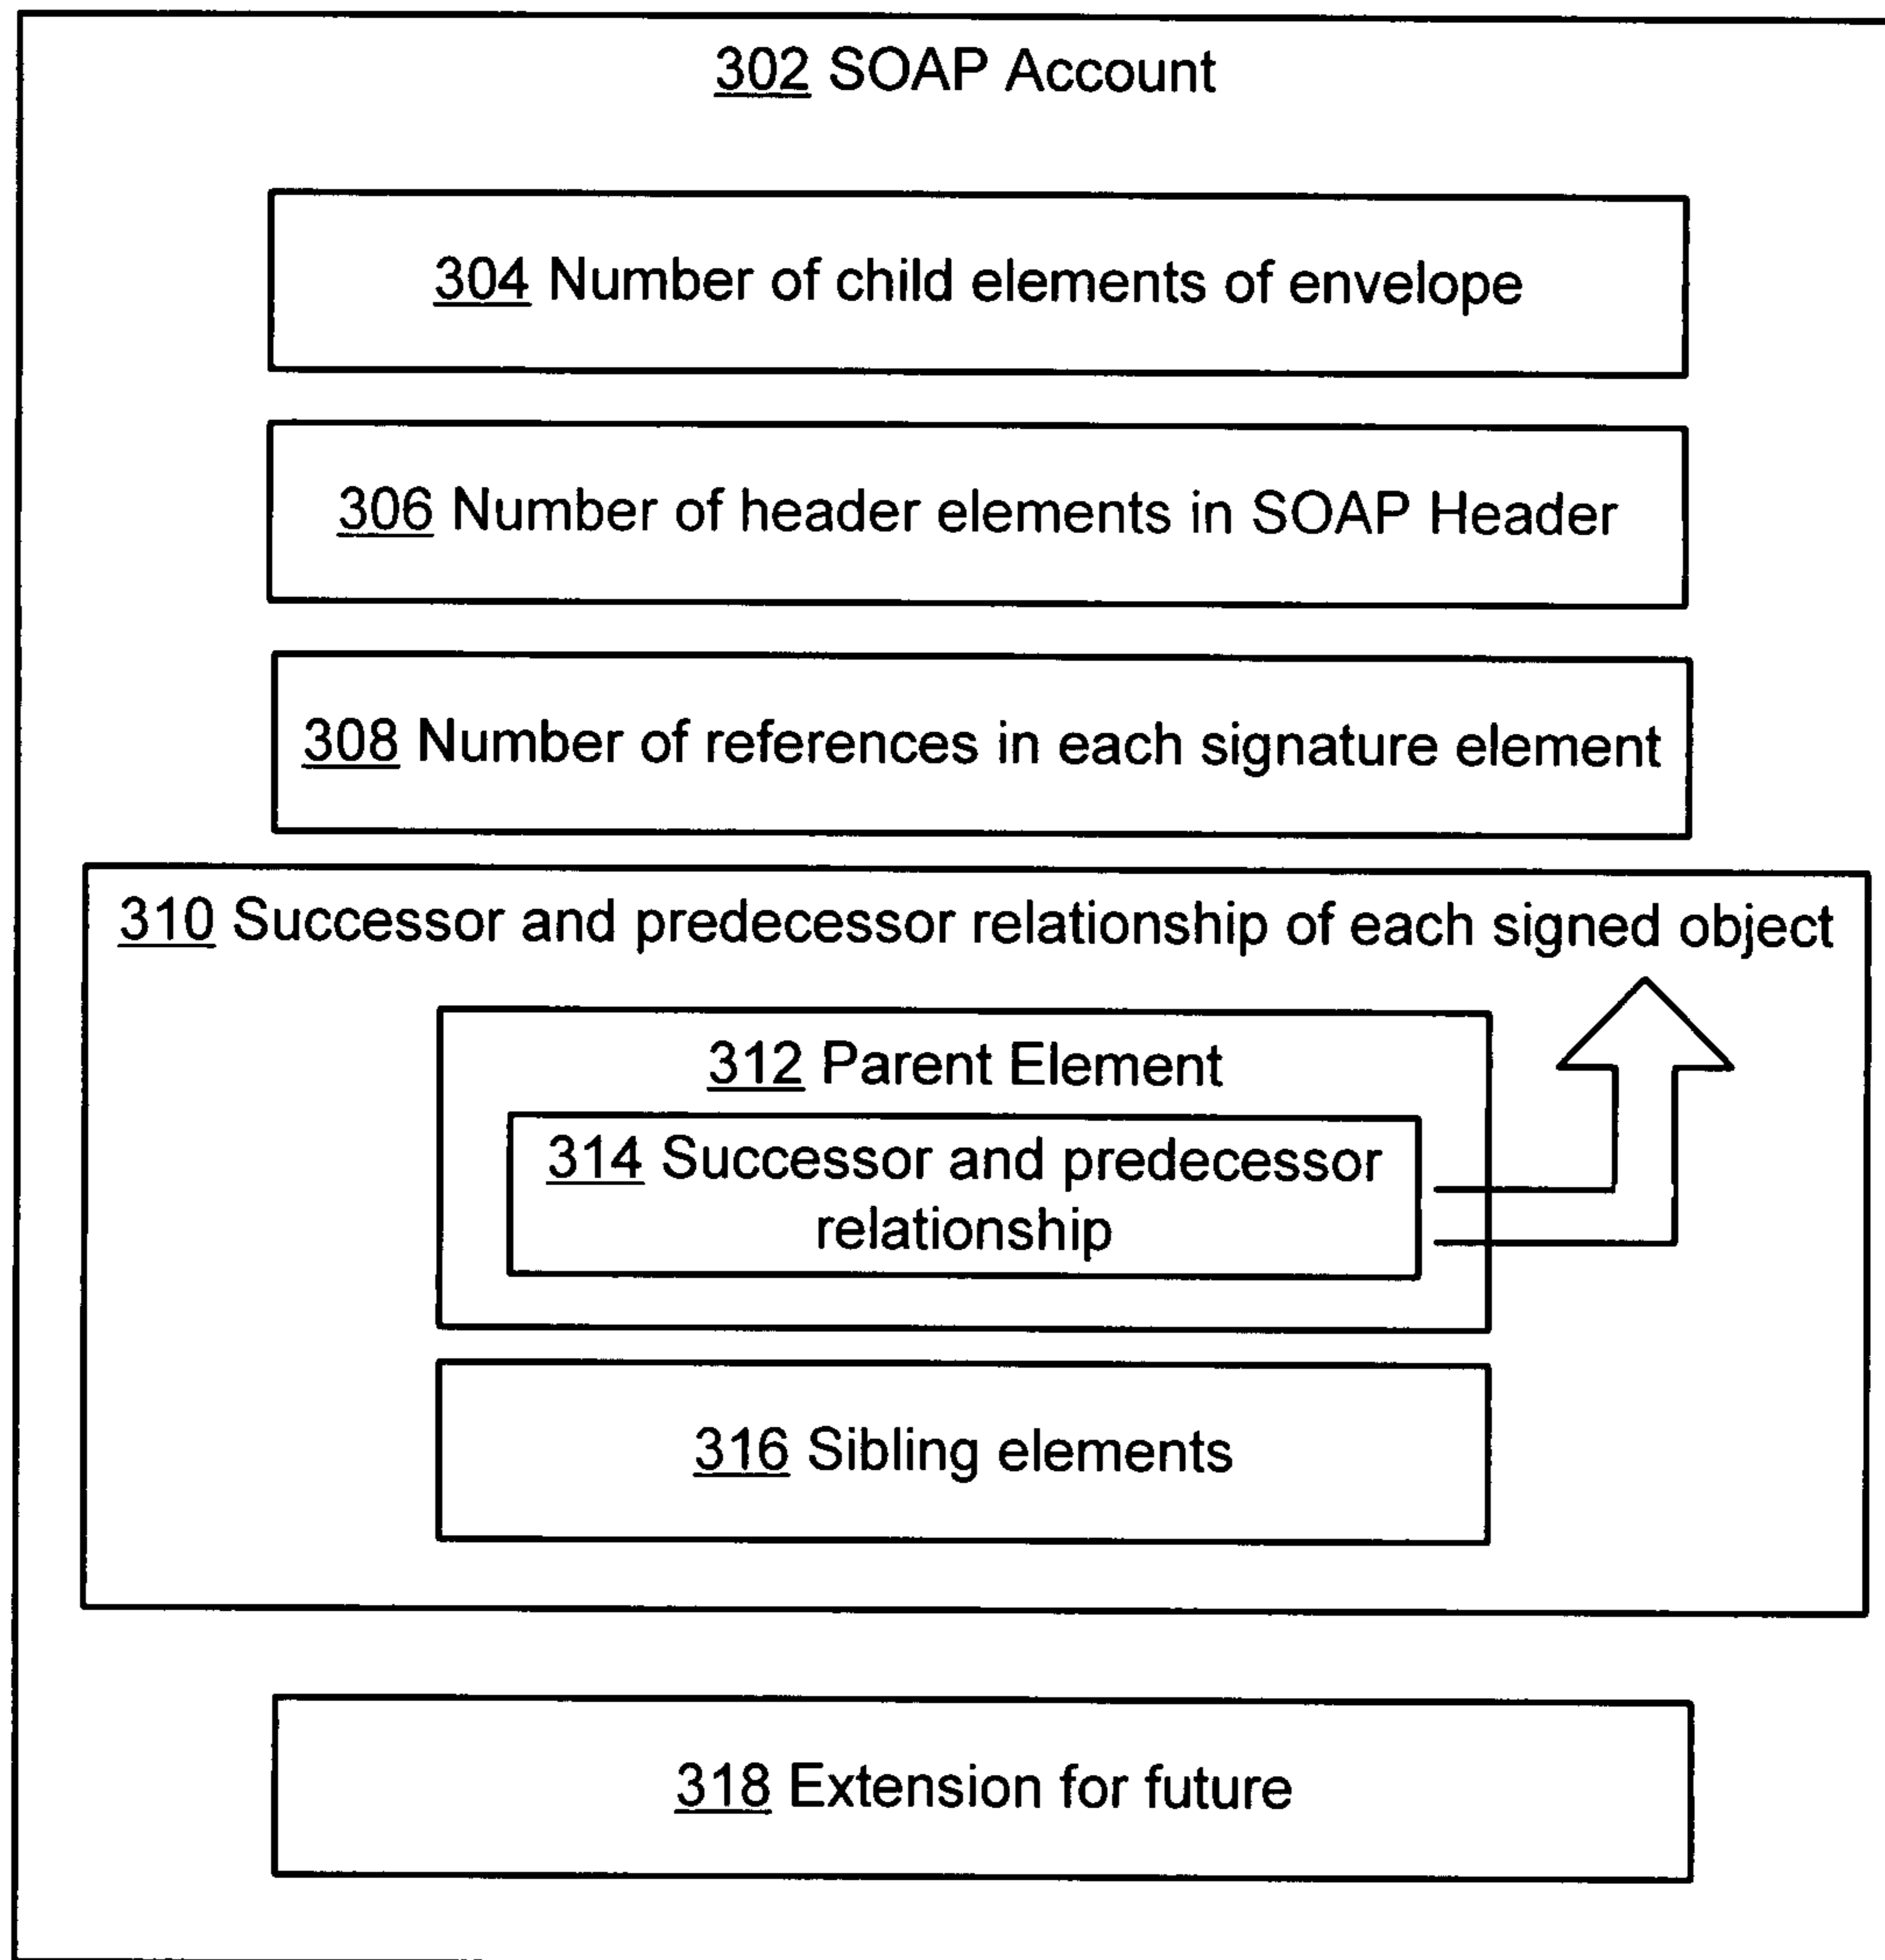 302 SOAP Account
304 Number of child elements of envelope
306 Number of header elements in SOAP Header
308 Number of references in each signature element
310 Successor and predecessor relationship of each signed object
312 Parent Element
314 Successor and predecessor
relationship
316 Sibling elements
318 Extension for future